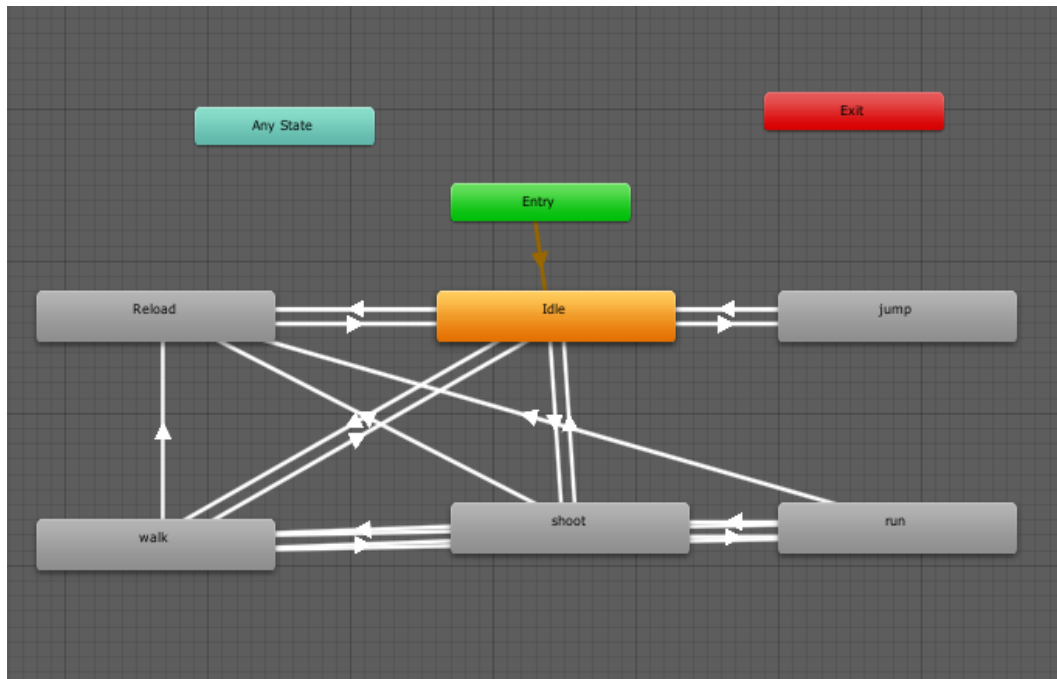 Any State
Exit
Entry
Reload
Idle
jump
walk
shoot
run